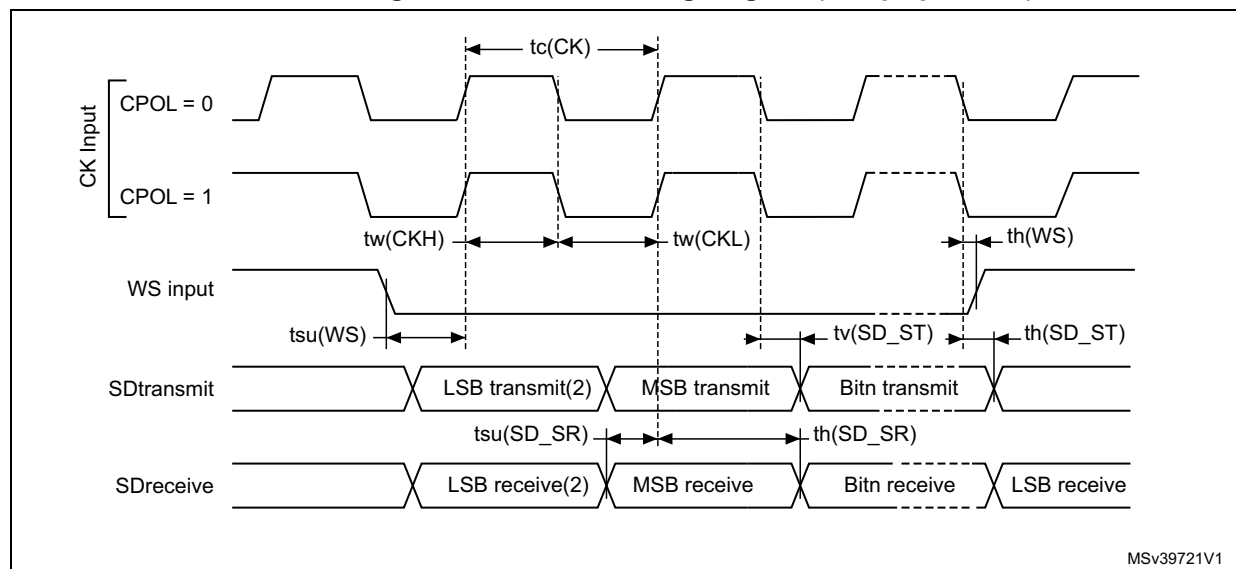 tc(CK)
CK Input
CPOL = 0
CPOL = 1
tw(CKH)
tw(CKL)
th(WS)
WS input
tsu(WS)
tv(SD_ST)
th(SD_ST)
SDtransmit
LSB transmit(2)
MSB transmit
Bitn transmit
tsu(SD_SR)
th(SD_SR)
SDreceive
LSB receive(2)
MSB receive
Bitn receive
LSB receive
MSv39721V1